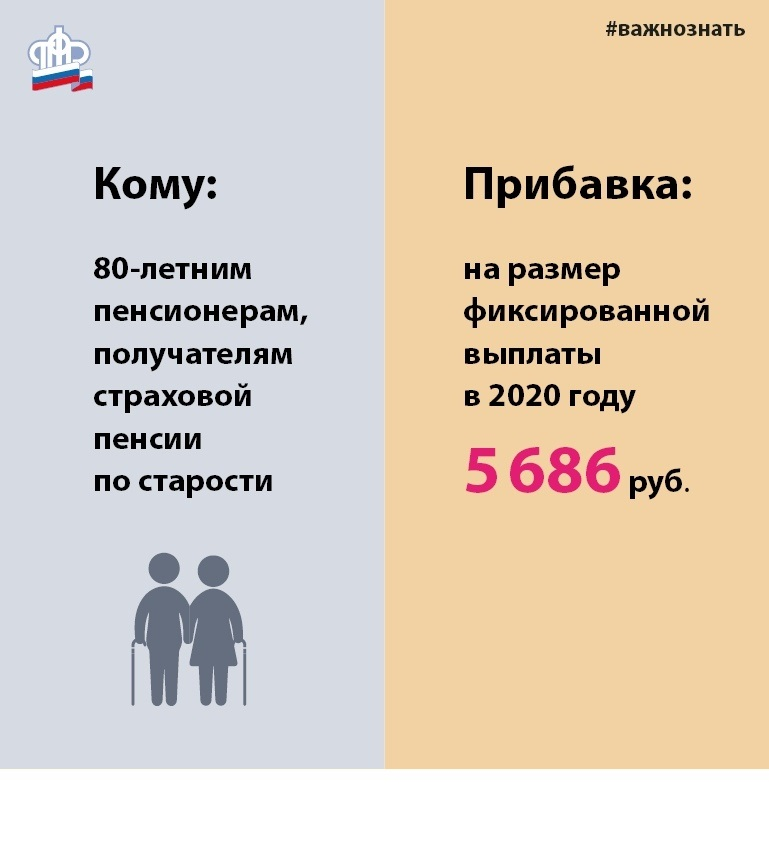 #важнознать
Кому:
80-летним
пенсионерам,
получателям
страховой
пенсии
по старости
Прибавка:
на размер
фиксированной
выплаты
в 2020 году
5 686 руб.